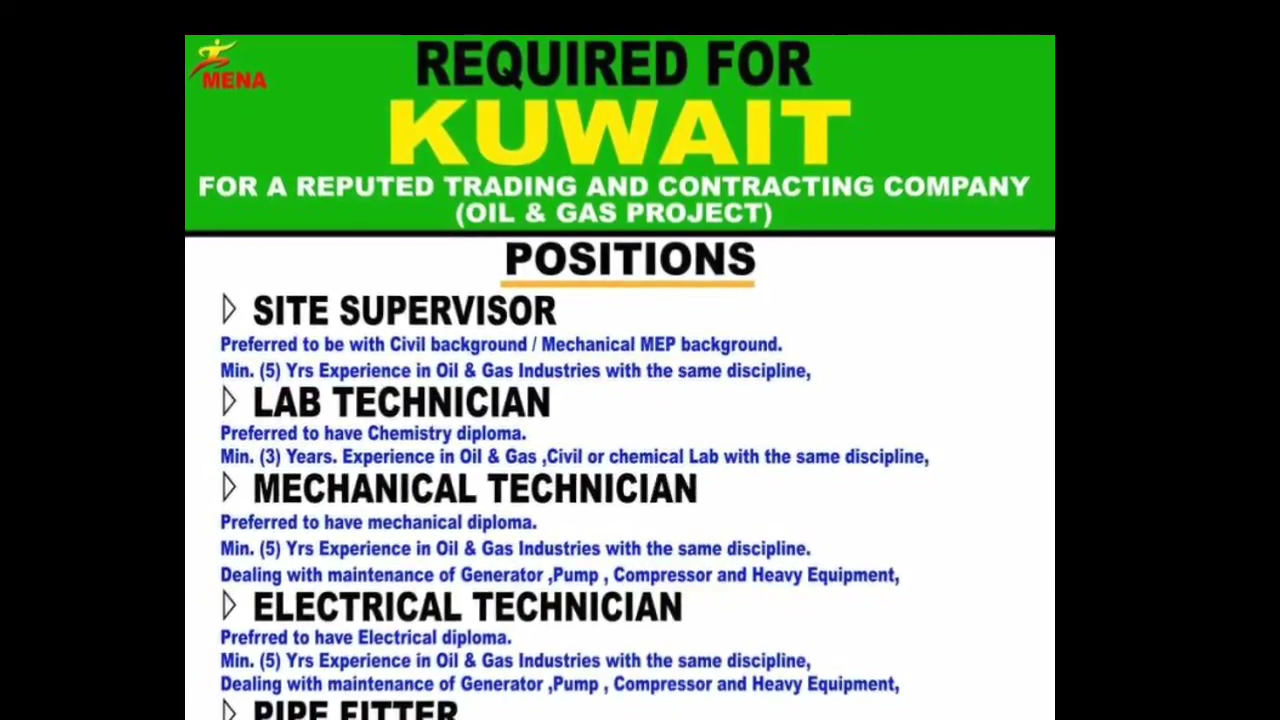 MENA
REQUIRED FOR
KUWAIT
FOR A REPUTED TRADING AND CONTRACTING COMPANY
(OIL & GAS PROJECT)
POSITIONS
SITE SUPERVISOR
Preferred to be with Civil background / Mechanical MEP background.
Min. (5) Yrs Experience in Oil & Gas Industries with the same discipline,
LAB TECHNICIAN
Preferred to have Chemistry diploma.
Min. (3) Years. Experience in Oil & Gas ,Civil or chemical Lab with the same discipline,
MECHANICAL TECHNICIAN
Preferred to have mechanical diploma.
Min. (5) Yrs Experience in Oil & Gas Industries with the same discipline.
Dealing with maintenance of Generator ,Pump , Compressor and Heavy Equipment,
ELECTRICAL TECHNICIAN
Prefrred to have Electrical diploma.
Min. (5) Yrs Experience in Oil & Gas Industries with the same discipline,
Dealing with maintenance of Generator ,Pump , Compressor and Heavy Equipment,
PIPE FITTER